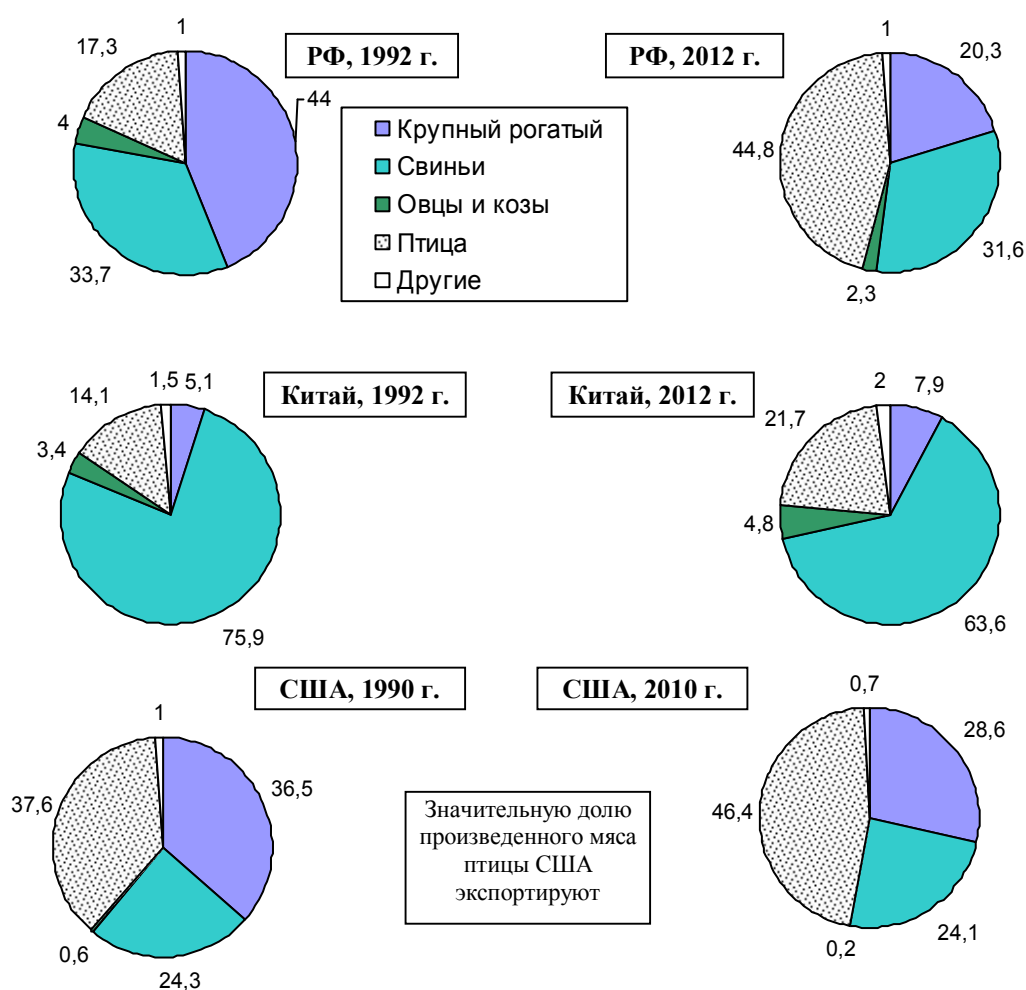 1
17,3
РФ, 1992 г.
4
44
33,7
Крупный рогатый
Свиньи
Овцы и козы
Птица
Другие
РФ, 2012 г.
1
20,3
44,8
31,6
2,3
1,5
5,1
14,1
Китай, 1992 г.
3,4
75,9
Китай, 2012 г.
2
7,9
21,7
4,8
63,6
США, 1990 г.
1
36,5
37,6
0,6
24,3
Значительную долю
произведенного мяса
птицы США
экспортируют
США, 2010 г.
0,7
28,6
46,4
0,2
24,1